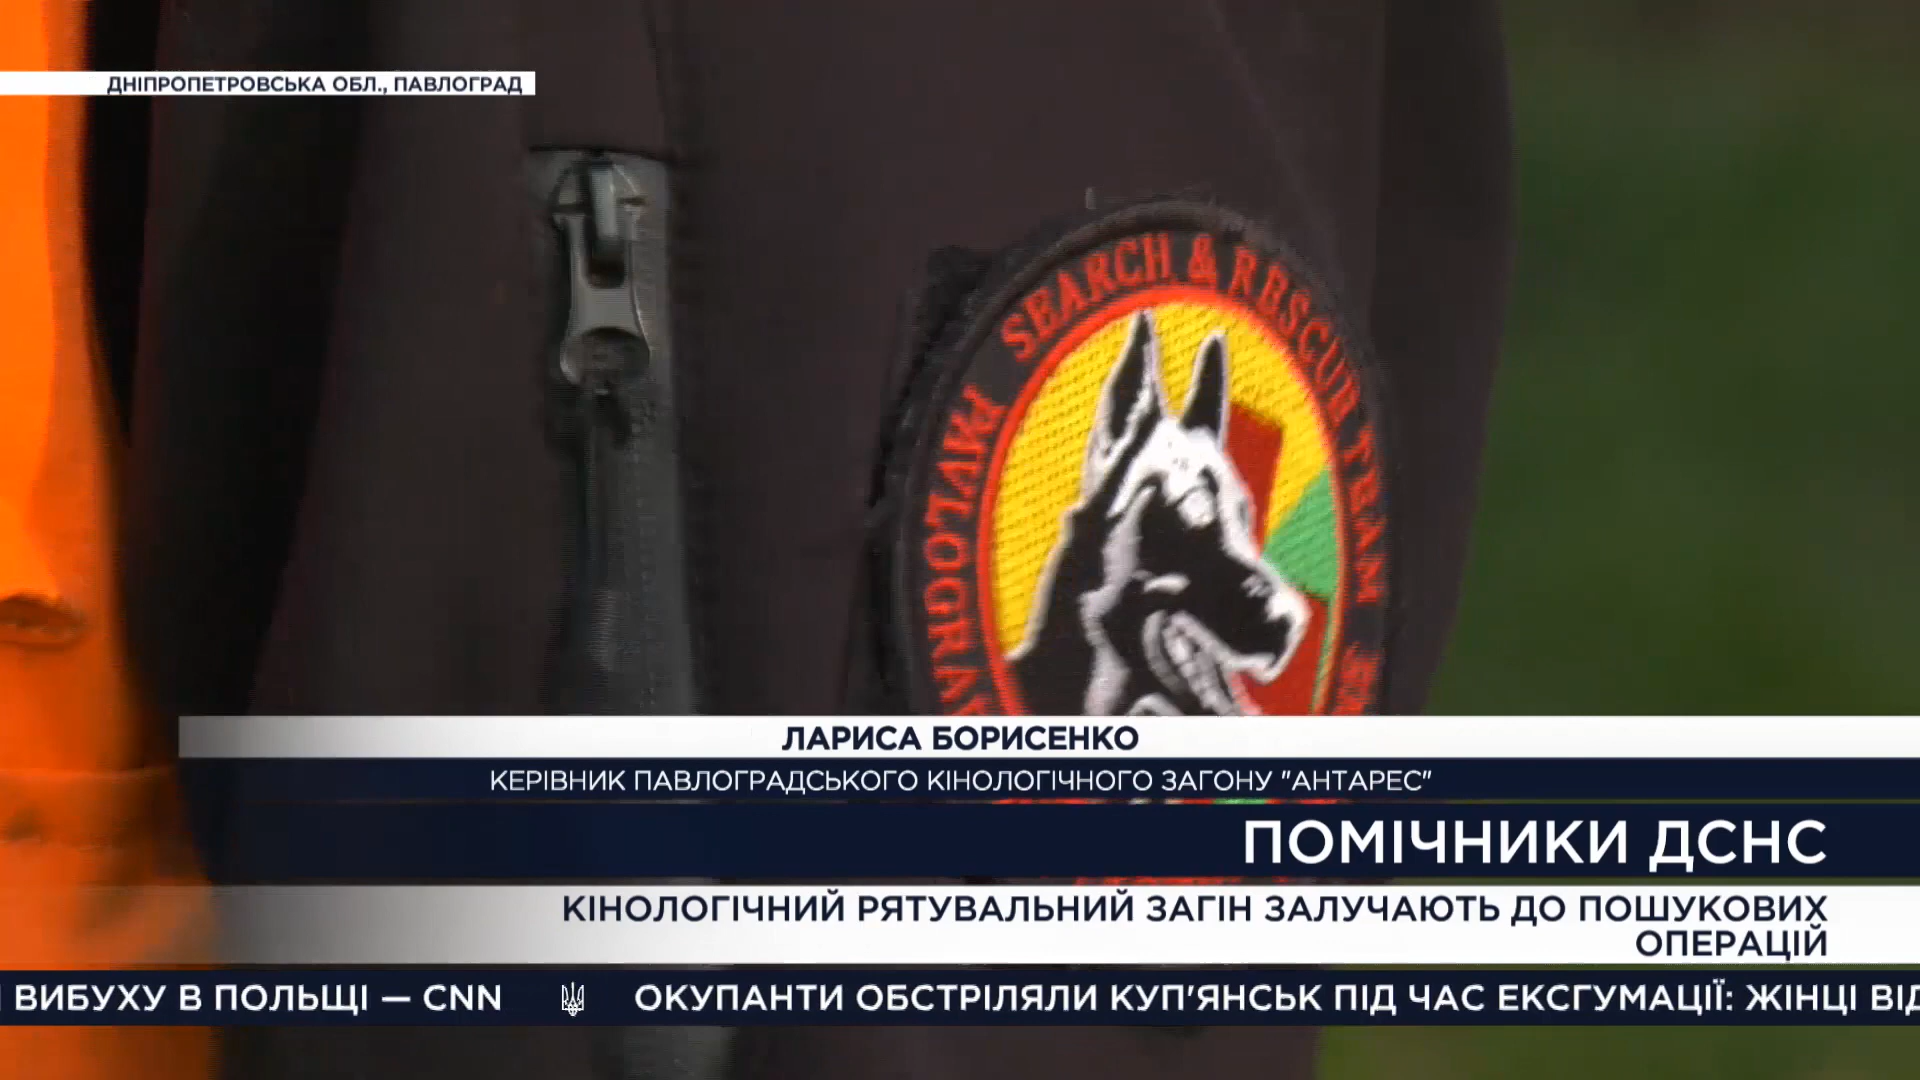 ДНІПРОПЕТРОВСЬКА ОБЛ., ПАВЛОГРАД
PAVLOGRAD SEARCH & RESCUE TEAM
ЛАРИСА БОРИСЕНКО
КЕРІВНИК ПАВЛОГРАДСЬКОГО КІНОЛОГІЧНОГО ЗАГОНУ "АНТАРЕС"
ПОМІЧНИКИ ДСНС
КІНОЛОГІЧНИЙ РЯТУВАЛЬНИЙ ЗАГІН ЗАЛУЧАЮТЬ ДО ПОШУКОВИХ
ОПЕРАЦІЙ
ВИБУХУ В ПОЛЬЩІ — CNN ОКУПАНТИ ОБСТРІЛЯЛИ КУП'ЯНСЬК ПІД ЧАС ЕКСГУМАЦІЇ: ЖІНЦІ ВІД